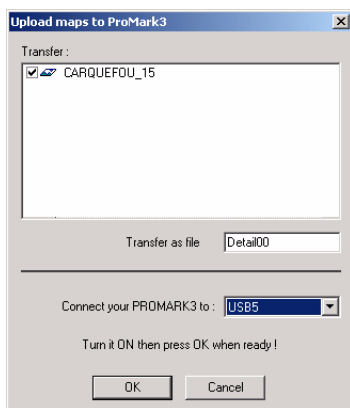 Upload maps to ProMark3
Transfer :
CARQUEFOU_15
Transfer as file Detail00
Connect your PROMARK3 to : USB5
Turn it ON then press OK when ready !
OK Cancel